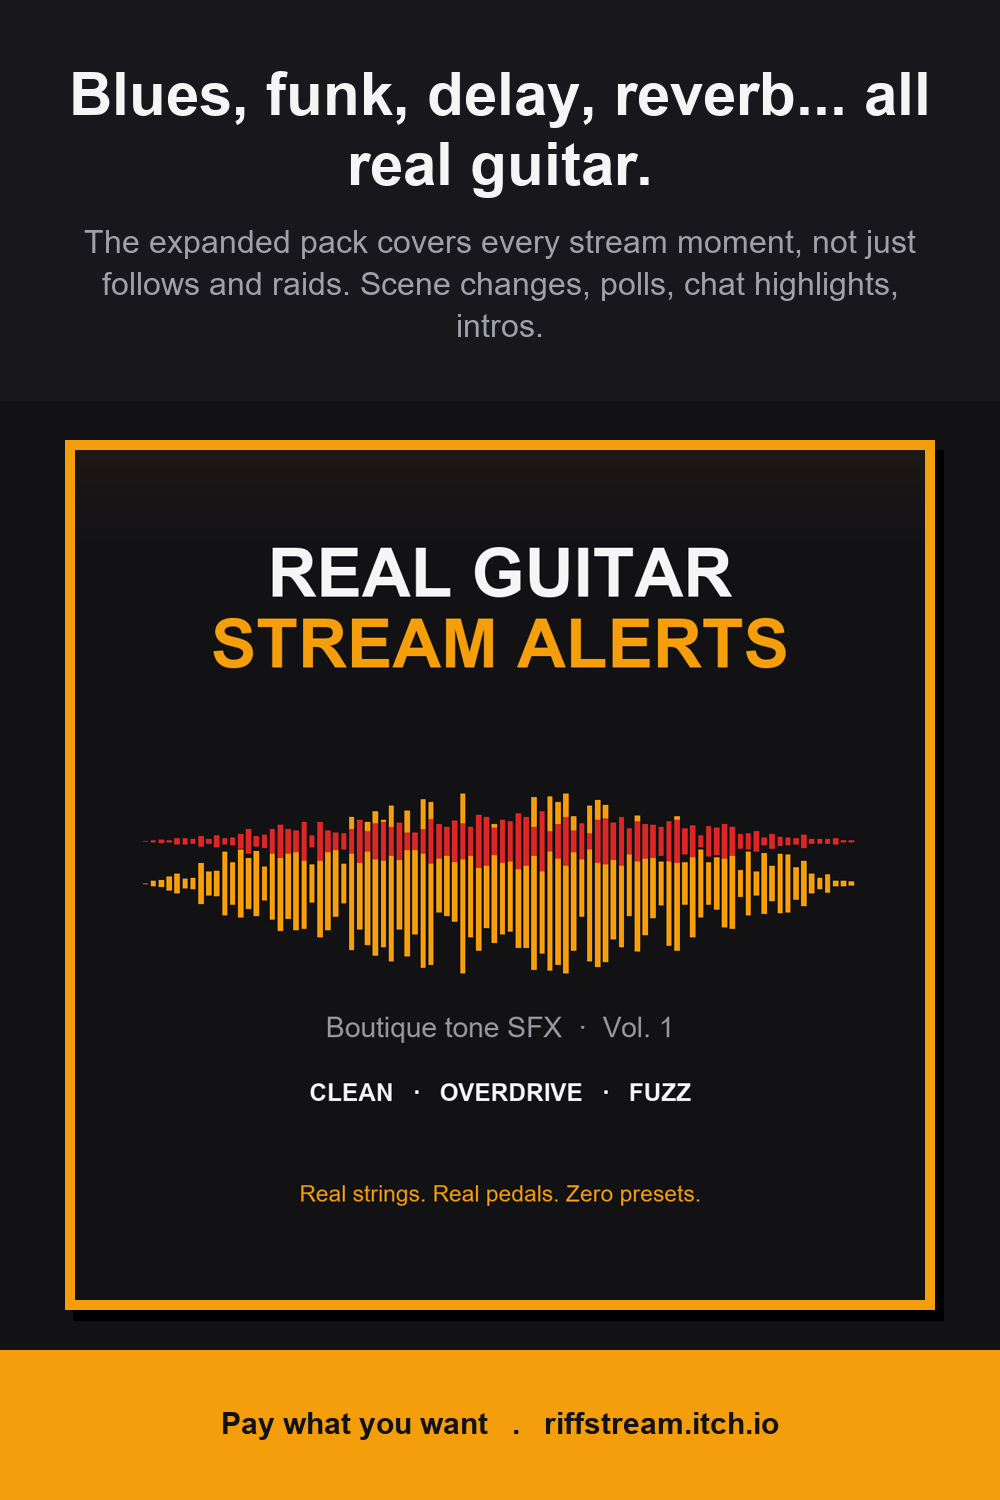 Blues, funk, delay, reverb... all
real guitar.
The expanded pack covers every stream moment, not just
follows and raids. Scene changes, polls, chat highlights,
intros.
REAL GUITAR
STREAM ALERTS
Boutique tone SFX · Vol. 1
CLEAN · OVERDRIVE · FUZZ
Real strings. Real pedals. Zero presets.
Pay what you want . riffstream.itch.io